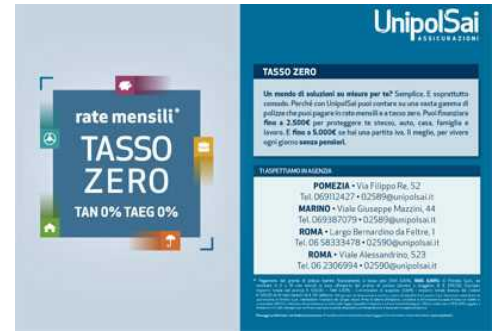 rate mensili*
TASSO
ZERO
TAN 0% TAEG 0%
UnipolSai
ASSICURAZIONI
TASSO ZERO
Un mondo di soluzioni su misura per te? Semplice. E soprattutto
comodo. Perché con UnipolSai puoi contare su una vasta gamma di
polizze che puoi pagare in rate mensili e a tasso zero. Puoi finanziare
fino a 2.500€ per proteggere te stesso, auto, casa, famiglia e
lavoro. E fino a 5.000€ se hai una partita iva. Il meglio, per vivere
ogni giorno senza pensieri.
TI ASPETTIAMO IN AGENZIA
POMEZIA • Via Filippo Re, 52
Tel. 069112427 • 02589@unipolsai.it
MARINO • Viale Giuseppe Mazzini, 44
Tel. 069387079 • 02589@unipolsai.it
ROMA • Largo Bernardino da Feltre, 1
Tel. 06 58333478 • 02590@unipolsai.it
ROMA • Viale Alessandrino, 523
Tel. 06 2306994 • 02590@unipolsai.it